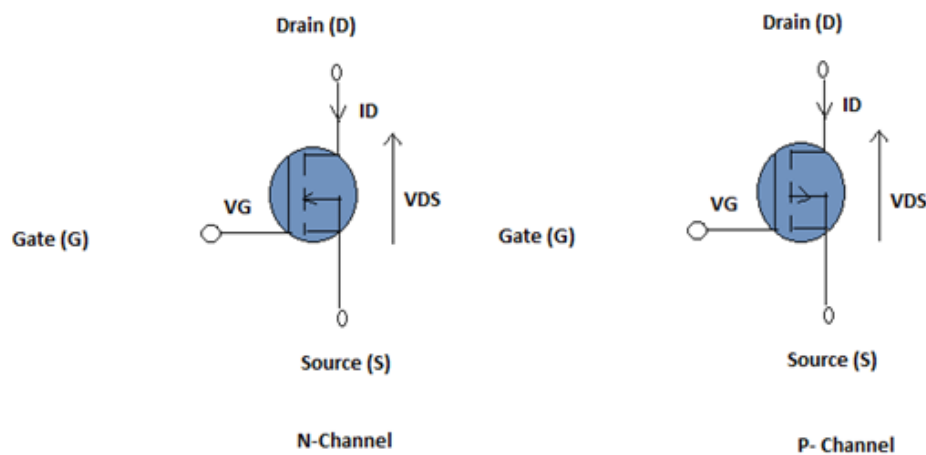 Drain (D)
ID
VDS
VG
Gate (G)
Source (S)
N-Channel
Drain (D)
ID
VDS
VG
Gate (G)
Source (S)
P- Channel